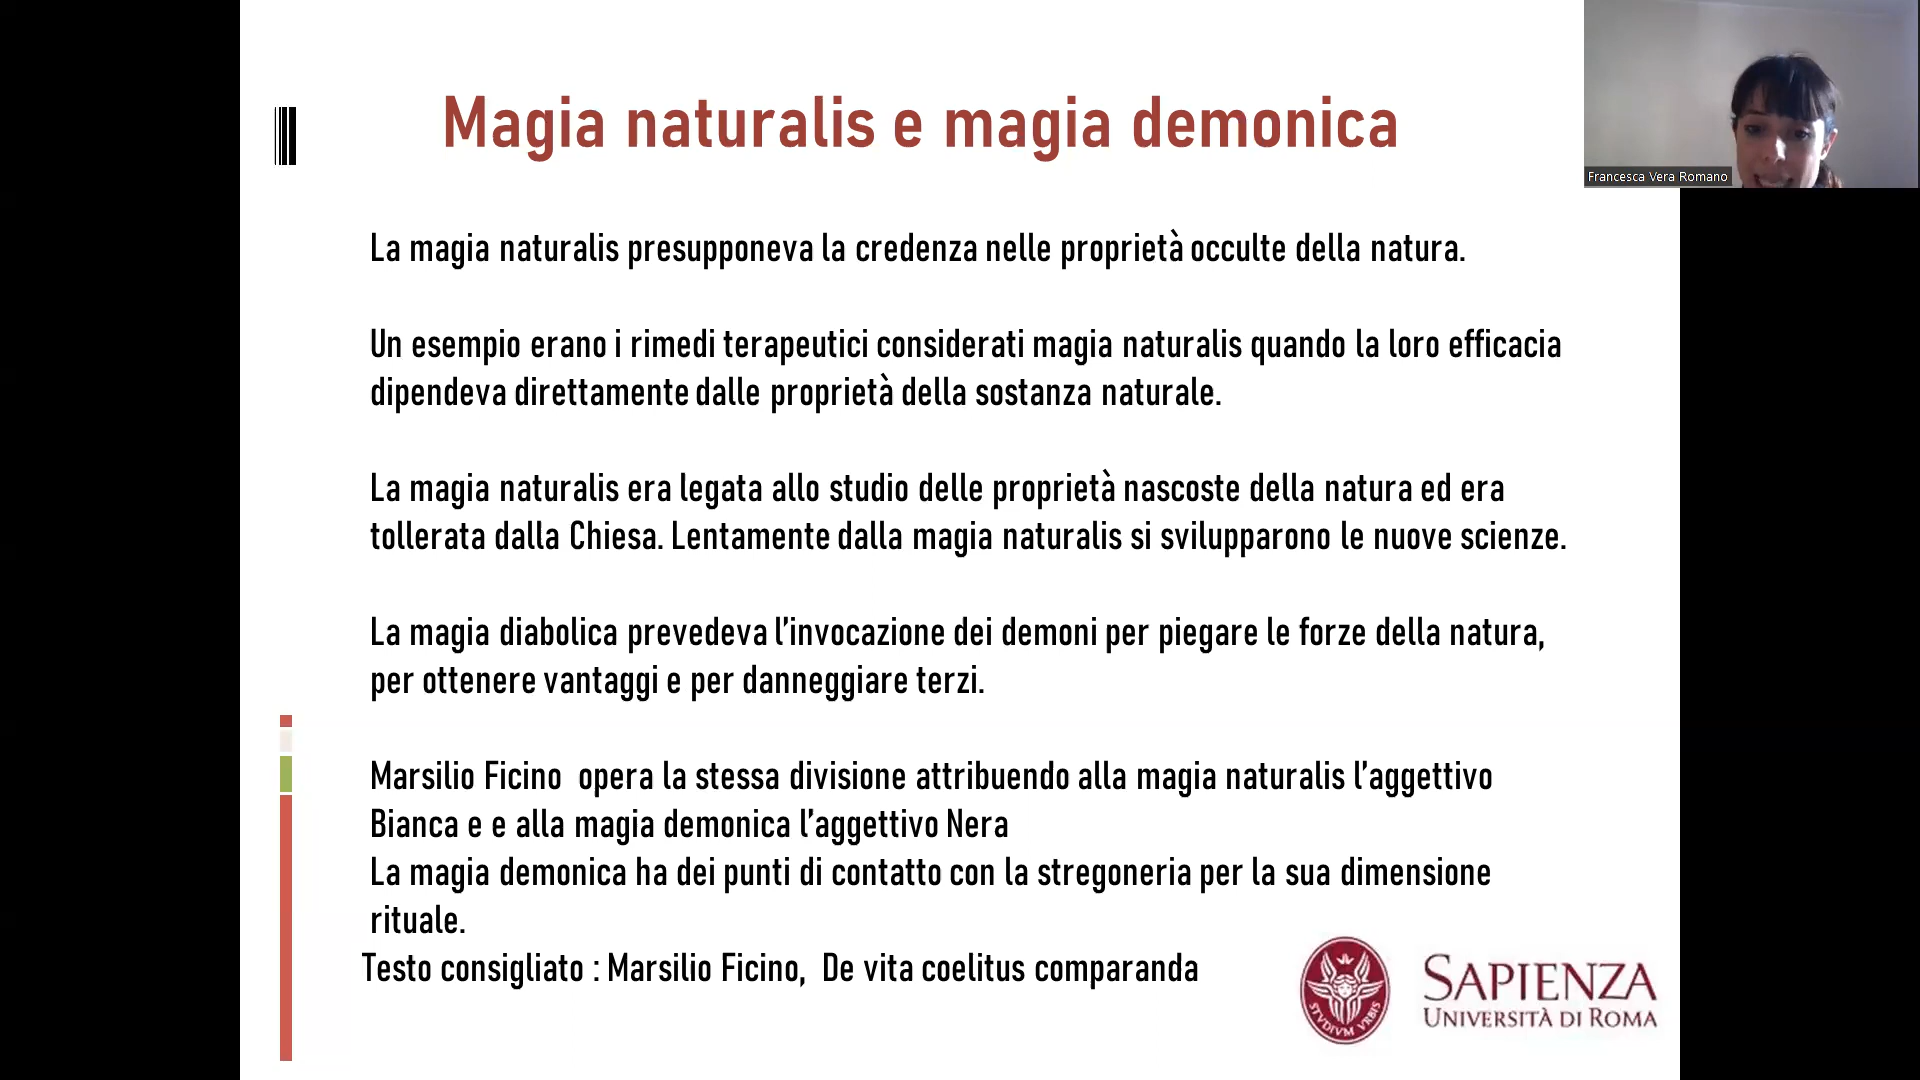 Magia naturalis e magia demonica
Francesca Vera Romano
La magia naturalis presupponeva la credenza nelle proprietà occulte della natura.
Un esempio erano i rimedi terapeutici considerati magia naturalis quando la loro efficacia
dipendeva direttamente dalle proprietà della sostanza naturale.
La magia naturalis era legata allo studio delle proprietà nascoste della natura ed era
tollerata dalla Chiesa. Lentamente dalla magia naturalis si svilupparono le nuove scienze.
La magia diabolica prevedeva l’invocazione dei demoni per piegare le forze della natura,
per ottenere vantaggi e per danneggiare terzi.
Marsilio Ficino opera la stessa divisione attribuendo alla magia naturalis l’aggettivo
Bianca e e alla magia demonica l’aggettivo Nera
La magia demonica ha dei punti di contatto con la stregoneria per la sua dimensione
rituale.
Testo consigliato : Marsilio Ficino, De vita coelitus comparanda
STVDIVM VRBIS
SAPIENZA
UNIVERSITÀ DI ROMA